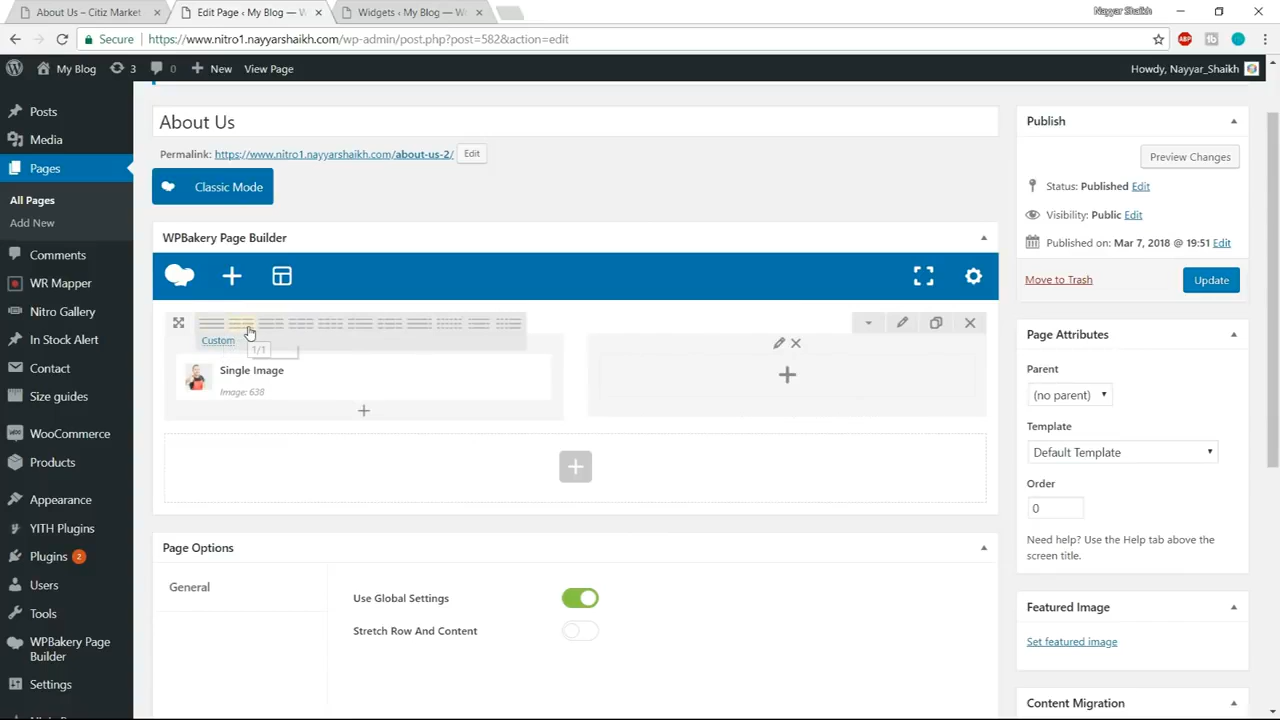 About Us – Citiz Market
Edit Page ‹ My Blog —
Widgets ‹ My Blog —
Nayyar Shaikh
Secure
https://www.nitro1.nayyarshaikh.com/wp-admin/post.php?post=582&action=edit
ABP
tb
My Blog
3
0
New
View Page
Howdy, Nayyar_Shaikh
Posts
Media
Pages
All Pages
Add New
Comments
WR Mapper
Nitro Gallery
In Stock Alert
Contact
Size guides
WooCommerce
Products
Appearance
YITH Plugins
Plugins 2
Users
Tools
WPBakery Page
Builder
Settings
About Us
Permalink: https://www.nitro1.nayyarshaikh.com/about-us-2/ Edit
Classic Mode
WPBakery Page Builder
Custom
1/1
Single Image
Image: 638
Page Options
General
Use Global Settings
Stretch Row And Content
Publish
Preview Changes
Status: Published Edit
Visibility: Public Edit
Published on: Mar 7, 2018 @ 19:51 Edit
Move to Trash
Update
Page Attributes
Parent
(no parent)
Template
Default Template
Order
0
Need help? Use the Help tab above the
screen title.
Featured Image
Set featured image
Content Migration